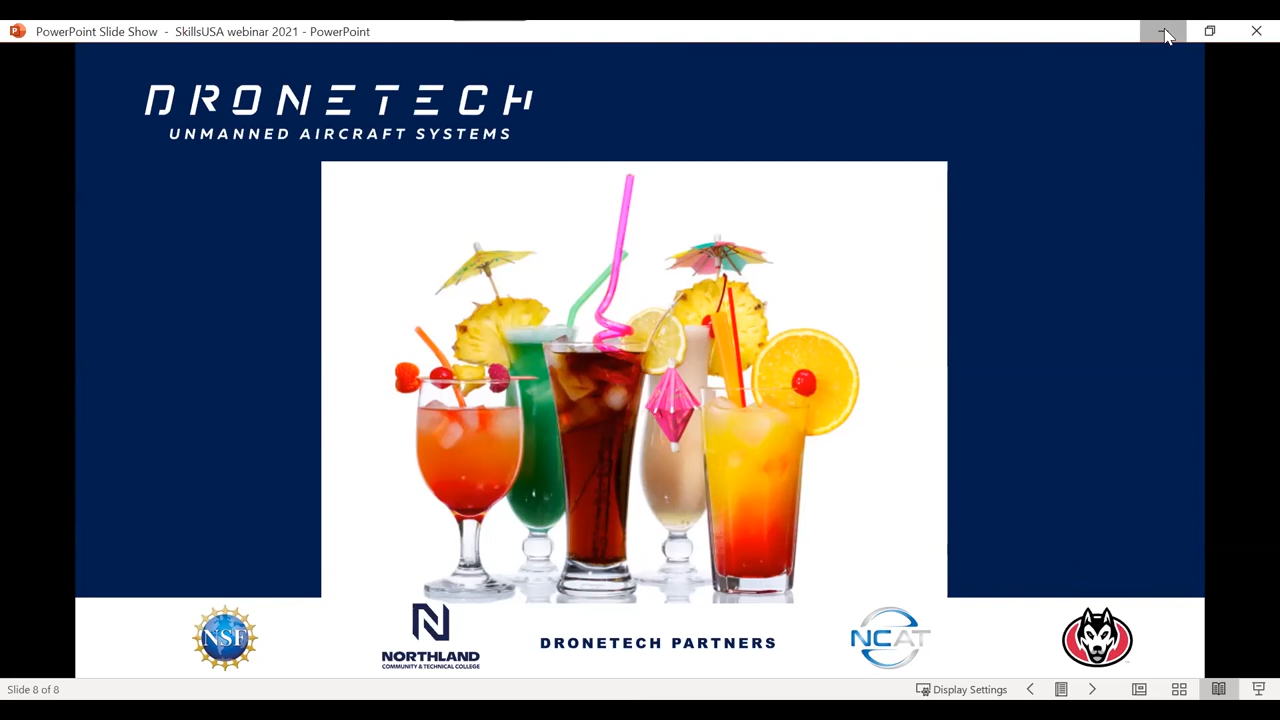 PowerPoint Slide Show - SkillsUSA webinar 2021 - PowerPoint
DRONETECH
UNMANNED AIRCRAFT SYSTEMS
NSF
NORTHLAND
COMMUNITY & TECHNICAL COLLEGE
DRONETECH PARTNERS
NCAT
Slide 8 of 8
Display Settings